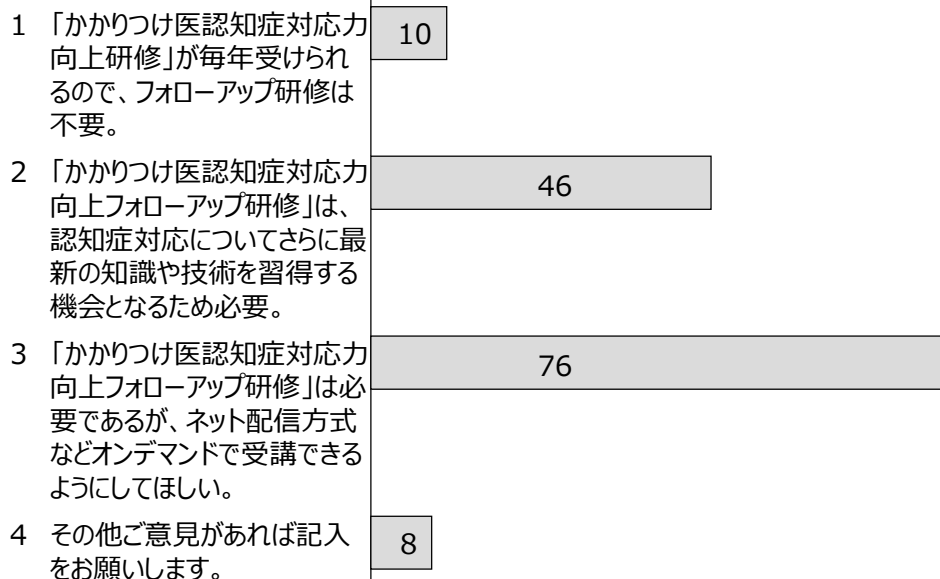 1 「かかりつけ医認知症対応力
向上研修」が毎年受けられ
るので、フォローアップ研修は
不要。
10
2 「かかりつけ医認知症対応力
向上フォローアップ研修」は、
認知症対応についてさらに最
新の知識や技術を習得する
機会となるため必要。
46
3 「かかりつけ医認知症対応力
向上フォローアップ研修」は必
要であるが、ネット配信方式
などオンデマンドで受講できる
ようにしてほしい。
76
4 その他ご意見があれば記入
をお願いします。
8